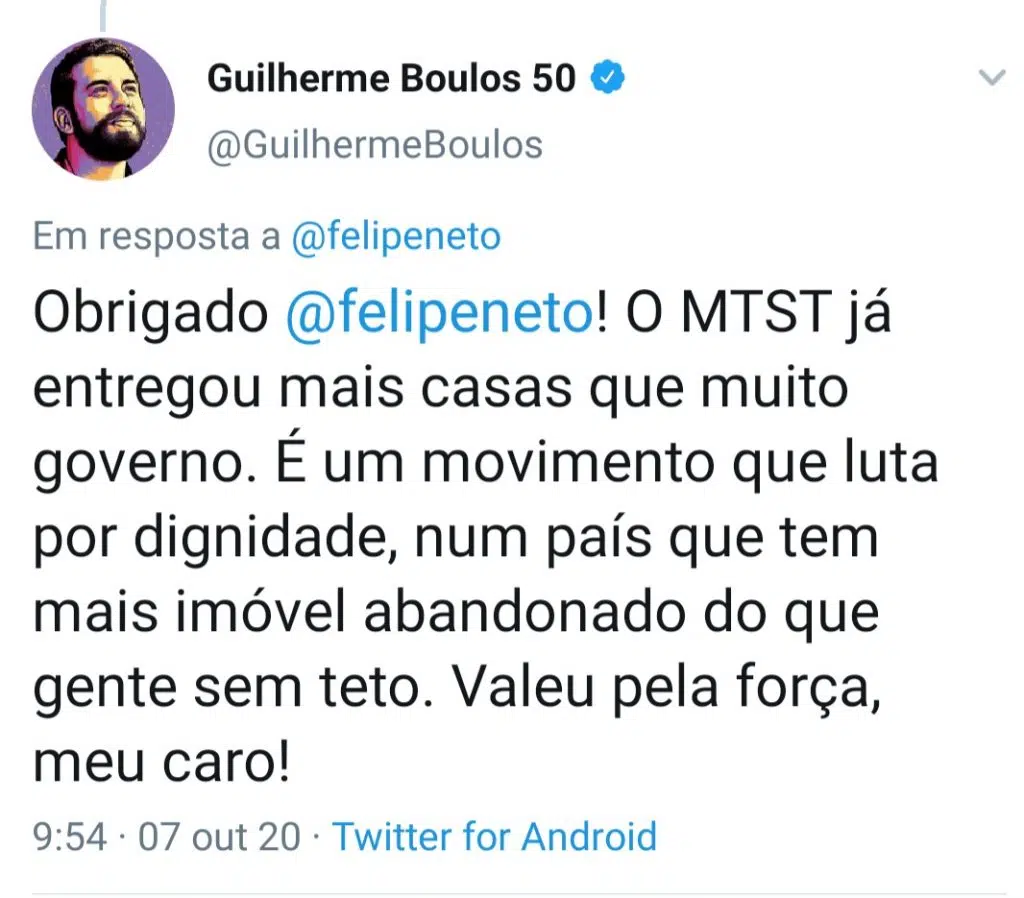 Guilherme Boulos 50
@GuilhermeBoulos
Em resposta a @felipeneto
Obrigado @felipeneto! O MTST já
entregou mais casas que muito
governo. É um movimento que luta
por dignidade, num país que tem
mais imóvel abandonado do que
gente sem teto. Valeu pela força,
meu caro!
9:54 · 07 out 20 · Twitter for Android